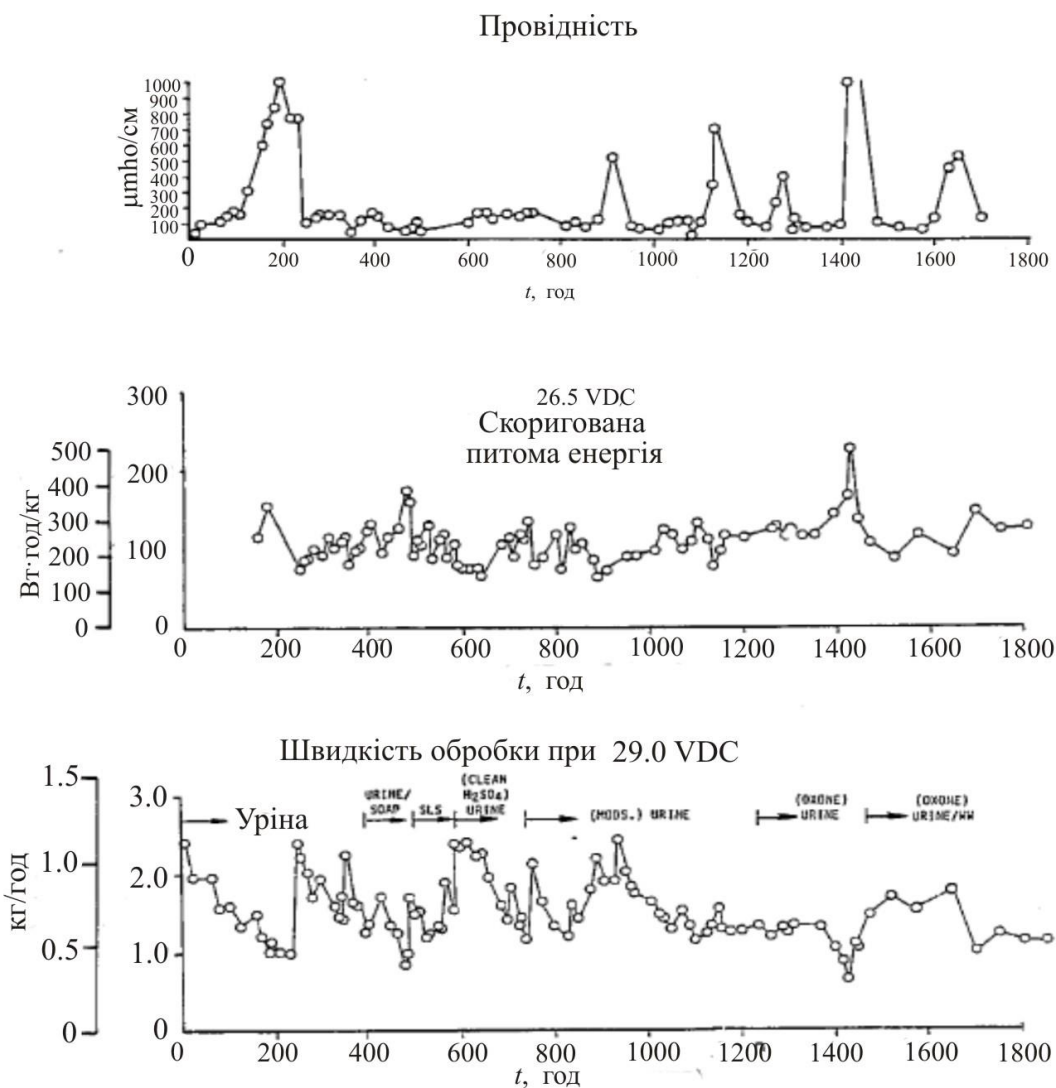 Провідність
µmho/см
1000
900
800
700
600
500
400
300
200
100
0 200 400 600 800 1000 1200 1400 1600 1800
t, год
26.5 VDC
Скоригована
питома енергія
Вт·год/кг
500
400
300
200
100
0
300
200
100
0
0 200 400 600 800 1000 1200 1400 1600 1800
t, год
Швидкість обробки при 29.0 VDC
кг/год
1.5
1.0
0.5
0
3.0
2.0
1.0
0
Уріна
URINE/
SOAP
SLS
(CLEAN
H₂SO₄)
URINE
(MODS.) URINE
(OXONE)
URINE
(OXONE)
URINE/WW
0 200 400 600 800 1000 1200 1400 1600 1800
t, год